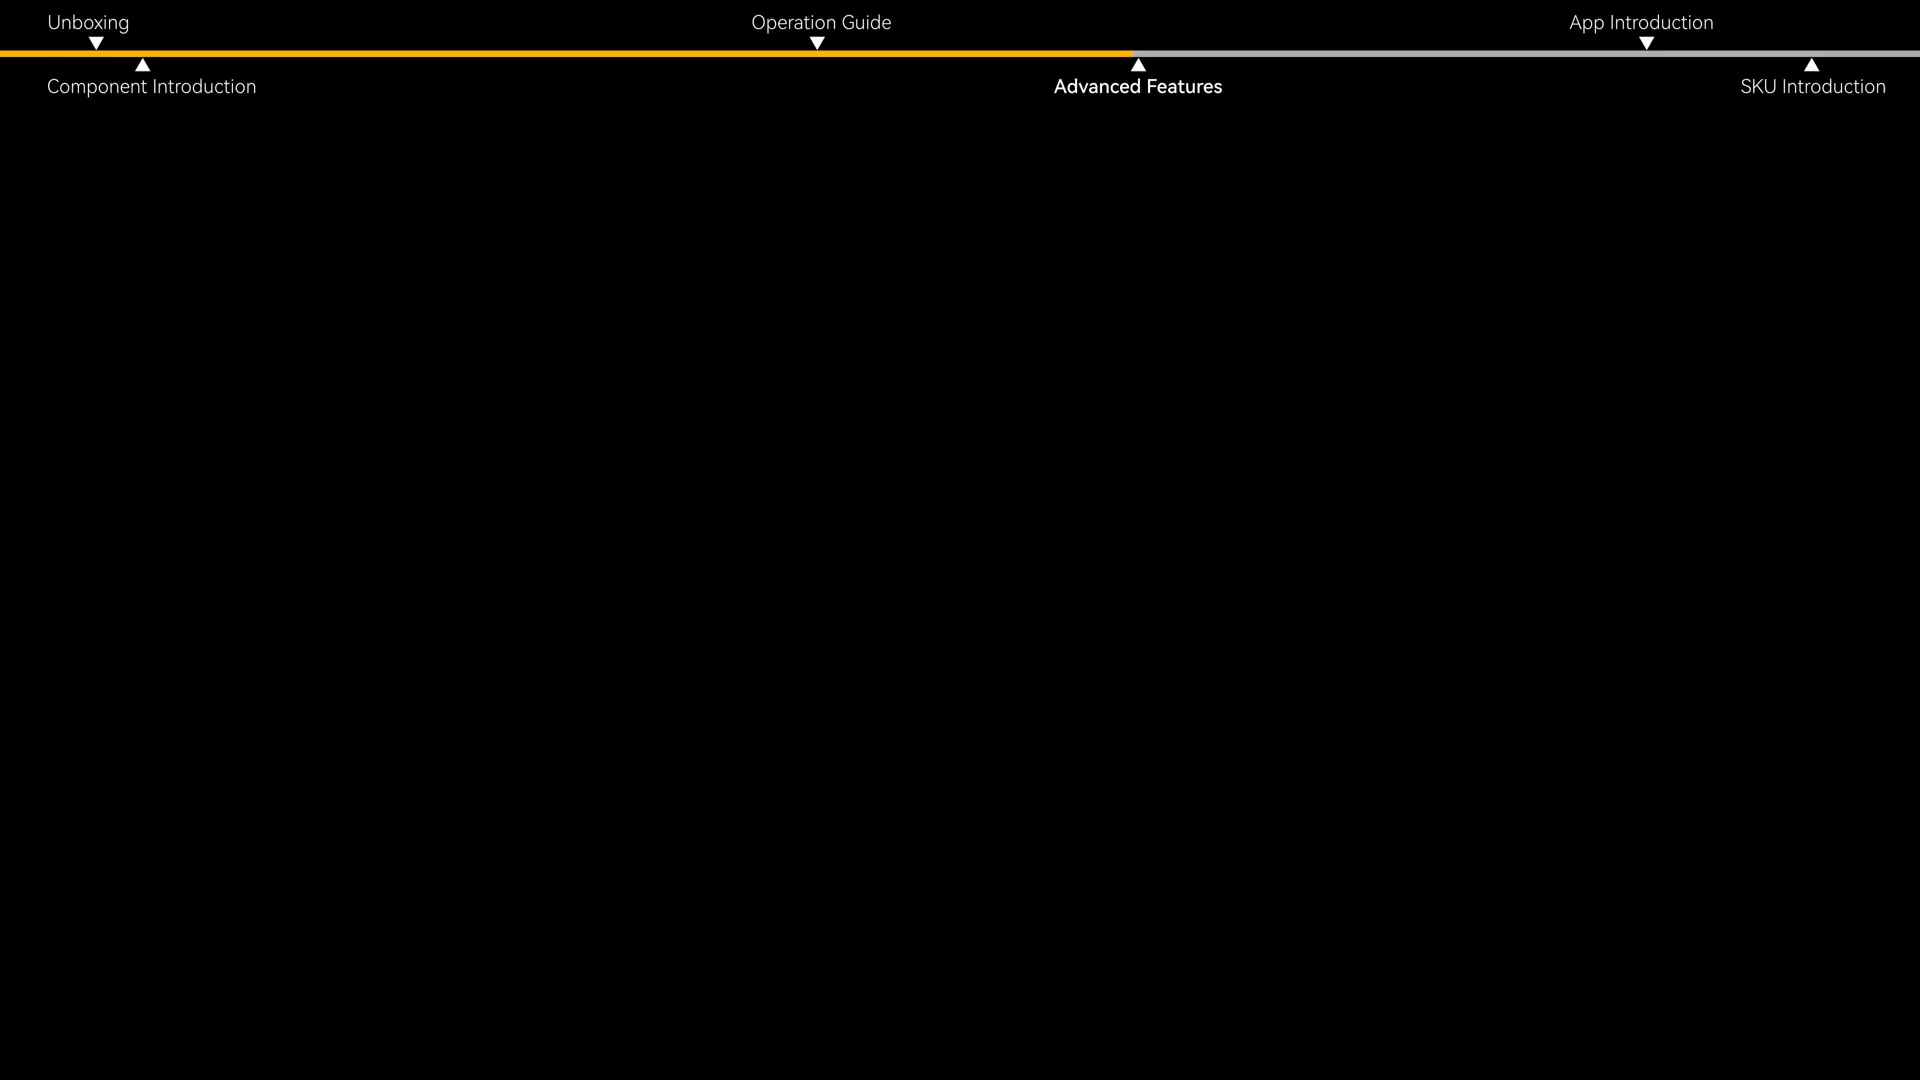 Unboxing
Operation Guide
App Introduction
Component Introduction
Advanced Features
SKU Introduction